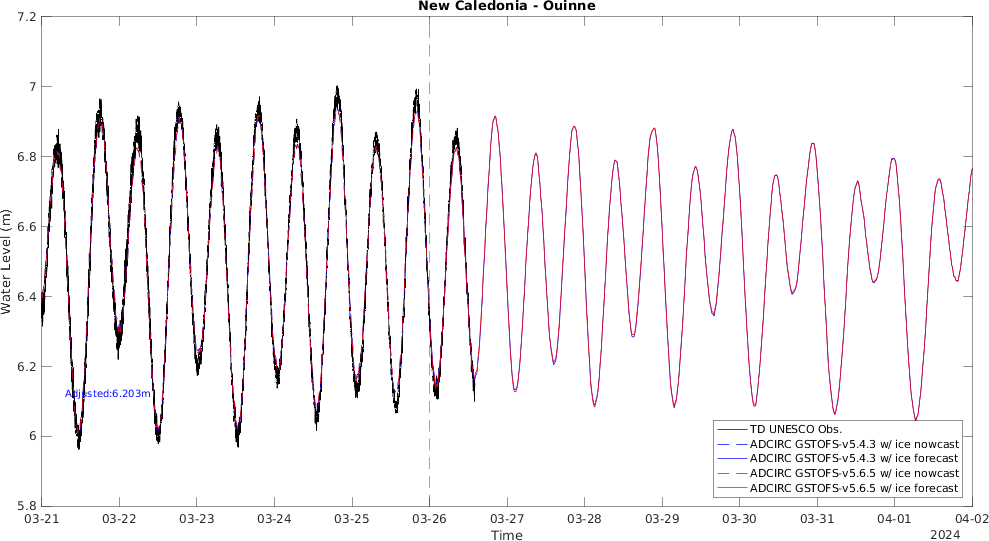 New Caledonia - Ouinne
7.2
7
6.8
6.6
6.4
6.2
6
5.8
Water Level (m)
Adjusted:6.203m
TD UNESCO Obs.
ADCIRC GSTOFS-v5.4.3 w/ ice nowcast
ADCIRC GSTOFS-v5.4.3 w/ ice forecast
ADCIRC GSTOFS-v5.6.5 w/ ice nowcast
ADCIRC GSTOFS-v5.6.5 w/ ice forecast
03-21 03-22 03-23 03-24 03-25 03-26 03-27 03-28 03-29 03-30 03-31 04-01 04-02
Time
2024